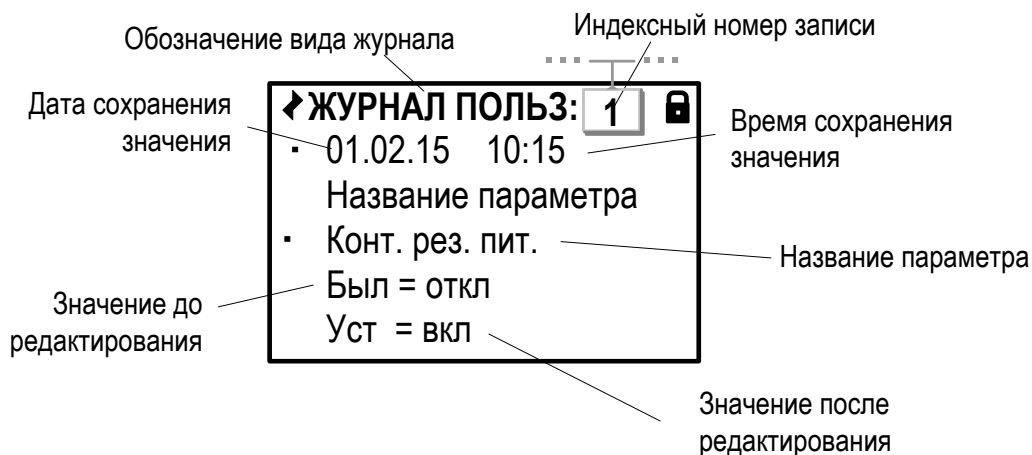 Обозначение вида журнала
Индексный номер записи
Дата сохранения
значения
ЖУРНАЛ ПОЛЬЗ: 1
Время сохранения
значения
01.02.15 10:15
Название параметра
Конт. рез. пит.
Название параметра
Значение до
редактирования
Был = откл
Уст = вкл
Значение после
редактирования